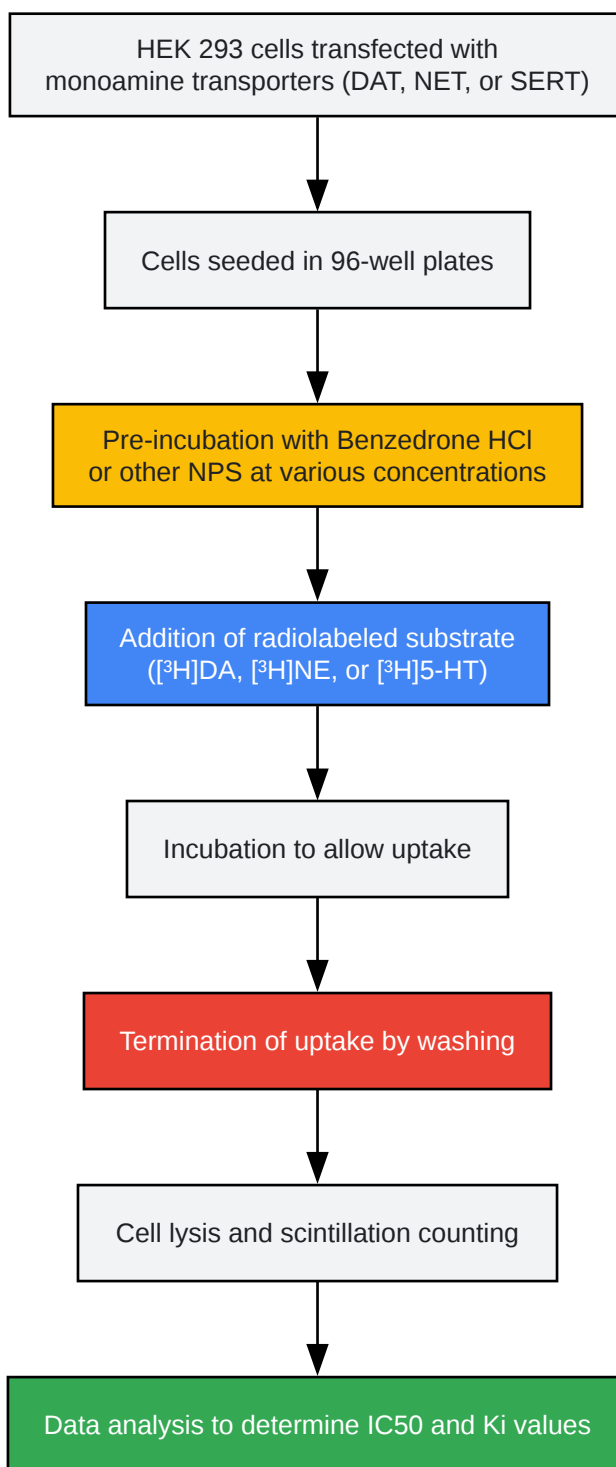 HEK 293 cells transfected with
monoamine transporters (DAT, NET, or SERT)
Cells seeded in 96-well plates
Pre-incubation with Benzedrone HCl
or other NPS at various concentrations
Addition of radiolabeled substrate
([³H]DA, [³H]NE, or [³H]5-HT)
Incubation to allow uptake
Termination of uptake by washing
Cell lysis and scintillation counting
Data analysis to determine IC50 and Ki values